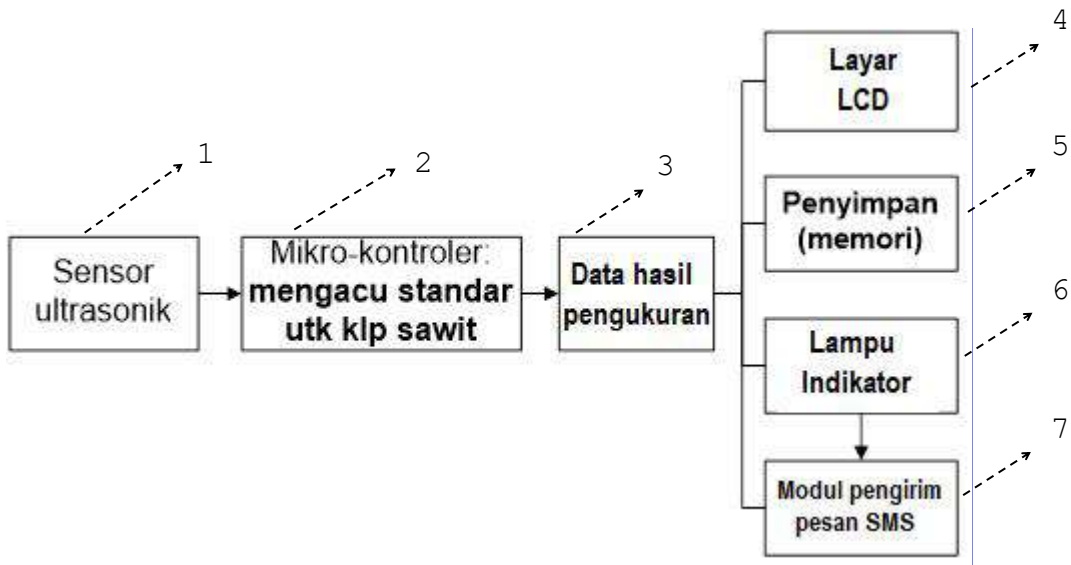 1
Sensor
ultrasonik
2
Mikro-kontroler:
mengacu standar
utk klp sawit
3
Data hasil
pengukuran
4
Layar
LCD
5
Penyimpan
(memori)
6
Lampu
Indikator
7
Modul pengirim
pesan SMS